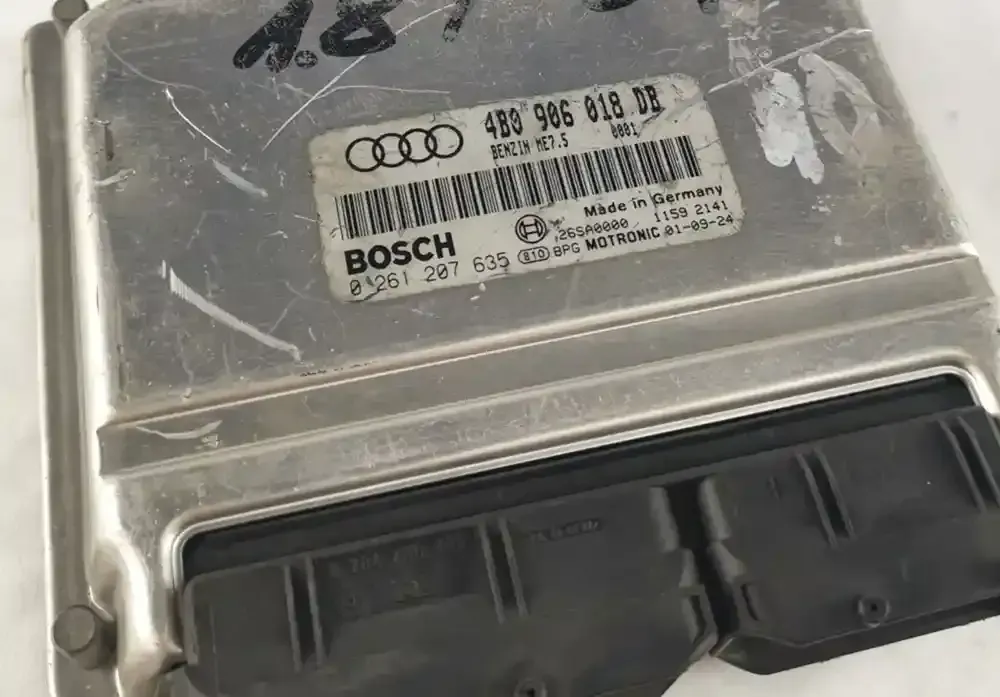 1.8T
4B0 906 018 DB
BENZIN ME7.5 0001
Made in Germany
BOSCH 26SA0000 1159 2141
0 261 207 635 810 BPG MOTRONIC 01-09-24